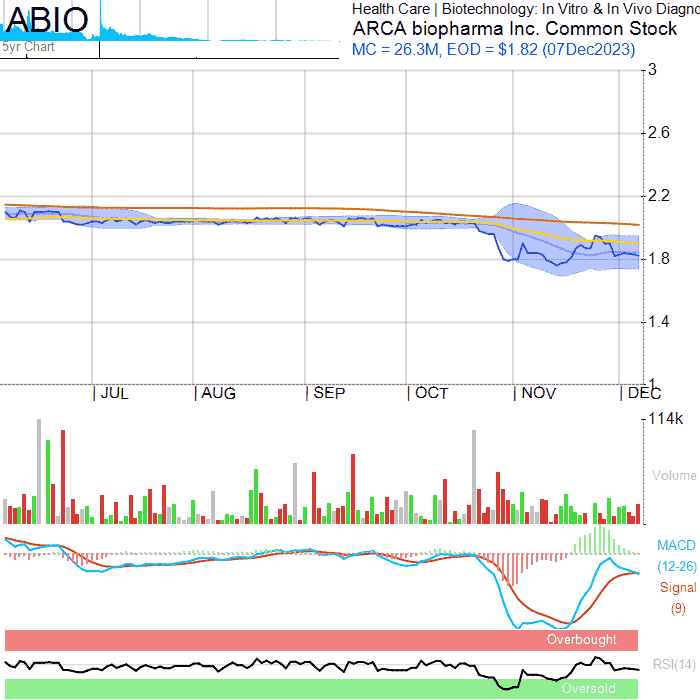 ABIO
5yr Chart
Health Care | Biotechnology: In Vitro & In Vivo Diagno
ARCA biopharma Inc. Common Stock
MC = 26.3M, EOD = $1.82 (07Dec2023)
3
2.6
2.2
1.8
1.4
1
JUL AUG SEP OCT NOV DEC
114k
Volume
MACD
(12-26)
Signal
(9)
Overbought
RSI(14)
Oversold